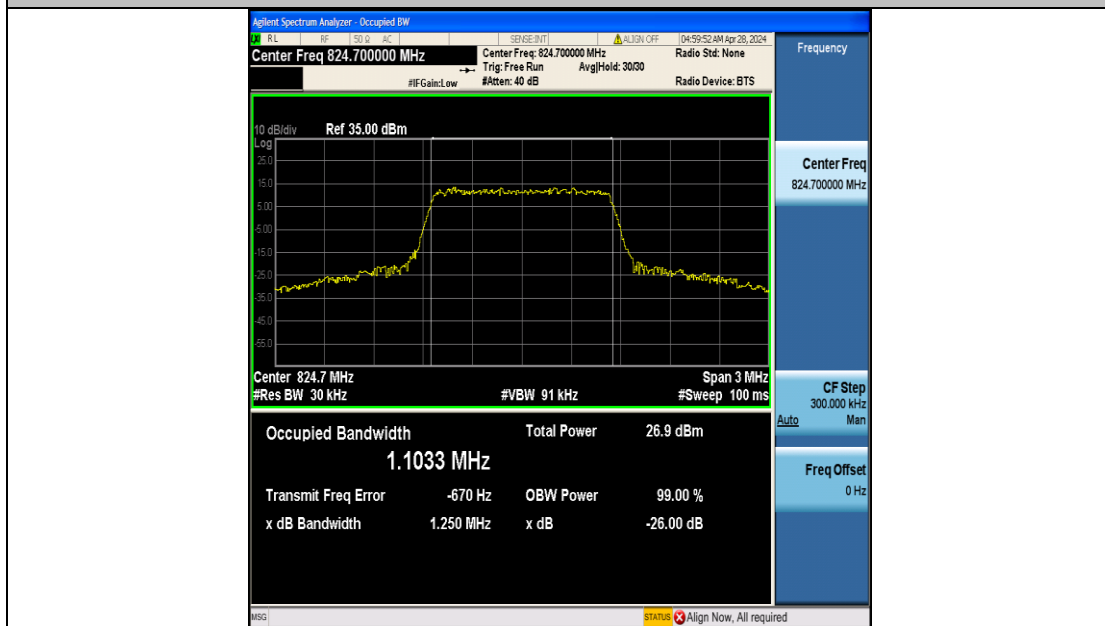 Agilent Spectrum Analyzer - Occupied BW
RL RF 50 Ω AC SENSE:INT ALIGN OFF 04:59:52 AM Apr 28, 2024
Center Freq 824.700000 MHz
Center Freq: 824.700000 MHz Radio Std: None
Trig: Free Run Avg|Hold: 30/30
#IFGain:Low #Atten: 40 dB Radio Device: BTS
Frequency
10 dB/div Ref 35.00 dBm
Log
25.0
15.0
5.00
-5.00
-15.0
-25.0
-35.0
-45.0
-55.0
Center 824.7 MHz Span 3 MHz
#Res BW 30 kHz #VBW 91 kHz #Sweep 100 ms
Center Freq
824.700000 MHz
CF Step
300.000 kHz
Auto Man
Freq Offset
0 Hz
Occupied Bandwidth Total Power 26.9 dBm
1.1033 MHz
Transmit Freq Error -670 Hz OBW Power 99.00 %
x dB Bandwidth 1.250 MHz x dB -26.00 dB
MSG STATUS Align Now, All required